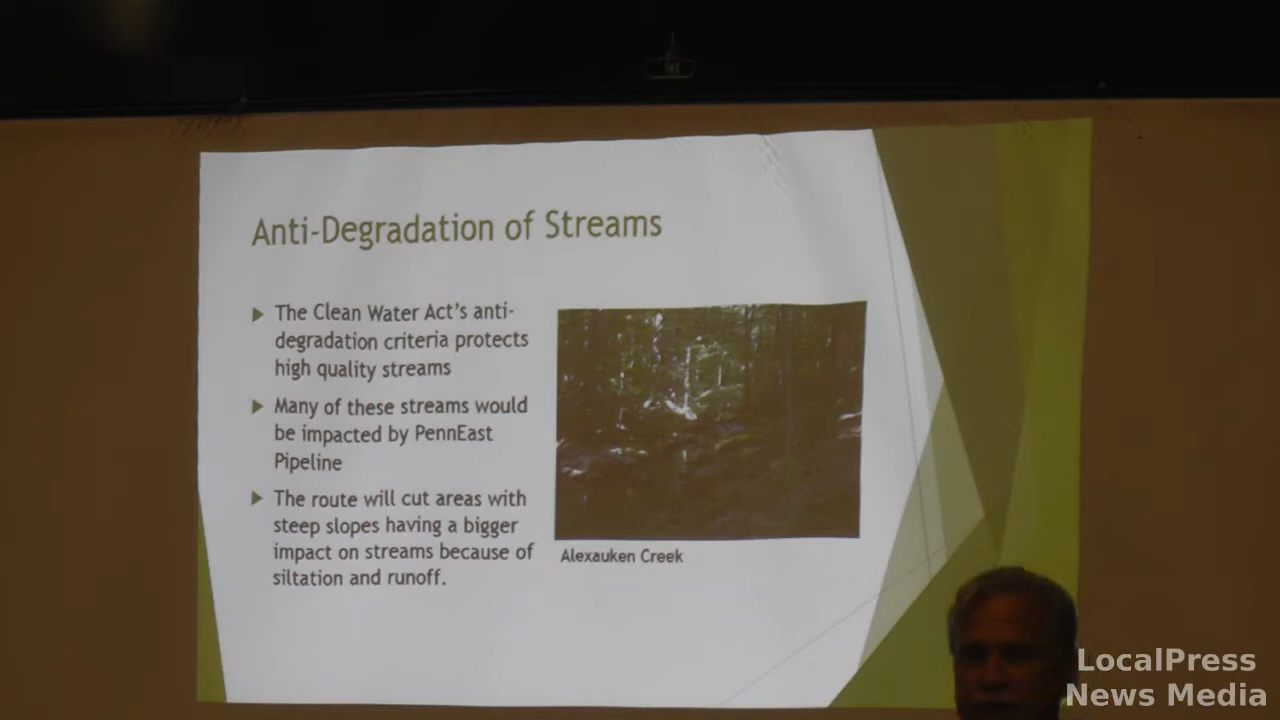 Anti-Degradation of Streams
The Clean Water Act's anti-
degradation criteria protects
high quality streams
Many of these streams would
be impacted by PennEast
Pipeline
The route will cut areas with
steep slopes having a bigger
impact on streams because of
siltation and runoff.
Alexauken Creek
LocalPress
News Media